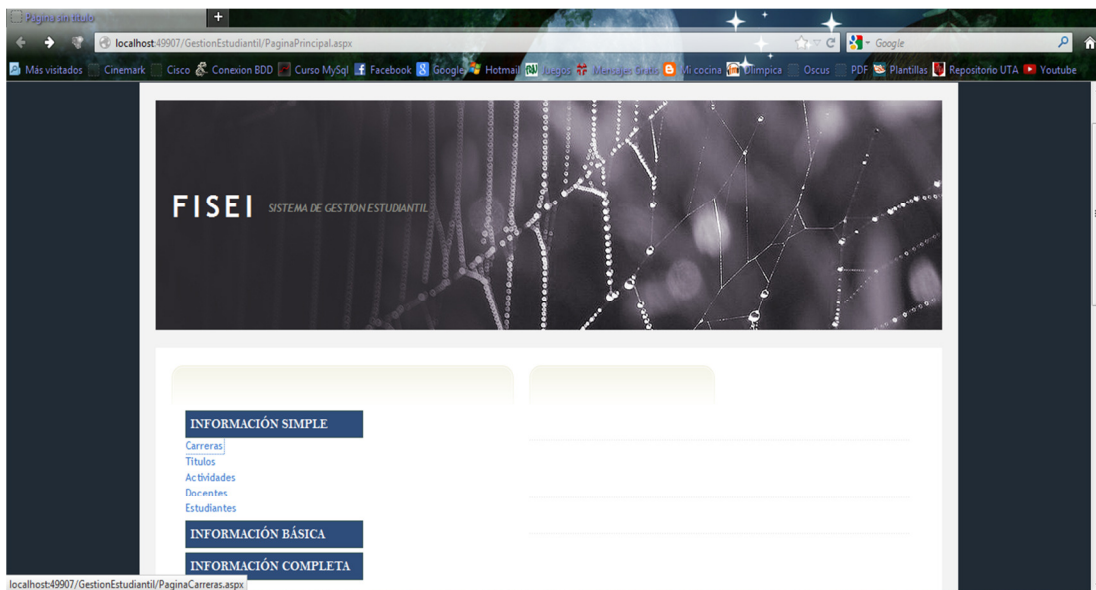 Página sin título
+
localhost:49907/GestionEstudiantil/PaginaPrincipal.aspx
Google
Más visitados Cinemark Cisco Conexion BDD Curso MySql Facebook Google Hotmail Juegos Mensajes Gratis Mi cocina Olimpica Oscus PDF Plantillas Repositorio UTA Youtube
FISEI SISTEMA DE GESTION ESTUDIANTIL
INFORMACIÓN SIMPLE
Carreras
Titulos
Actividades
Docentes
Estudiantes
INFORMACIÓN BÁSICA
INFORMACIÓN COMPLETA
localhost:49907/GestionEstudiantil/PaginaCarreras.aspx